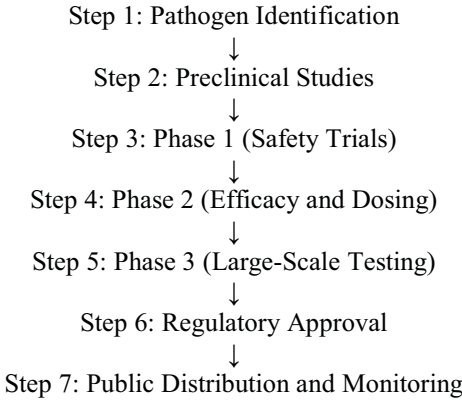 Step 1: Pathogen Identification
↓
Step 2: Preclinical Studies
↓
Step 3: Phase 1 (Safety Trials)
↓
Step 4: Phase 2 (Efficacy and Dosing)
↓
Step 5: Phase 3 (Large-Scale Testing)
↓
Step 6: Regulatory Approval
↓
Step 7: Public Distribution and Monitoring